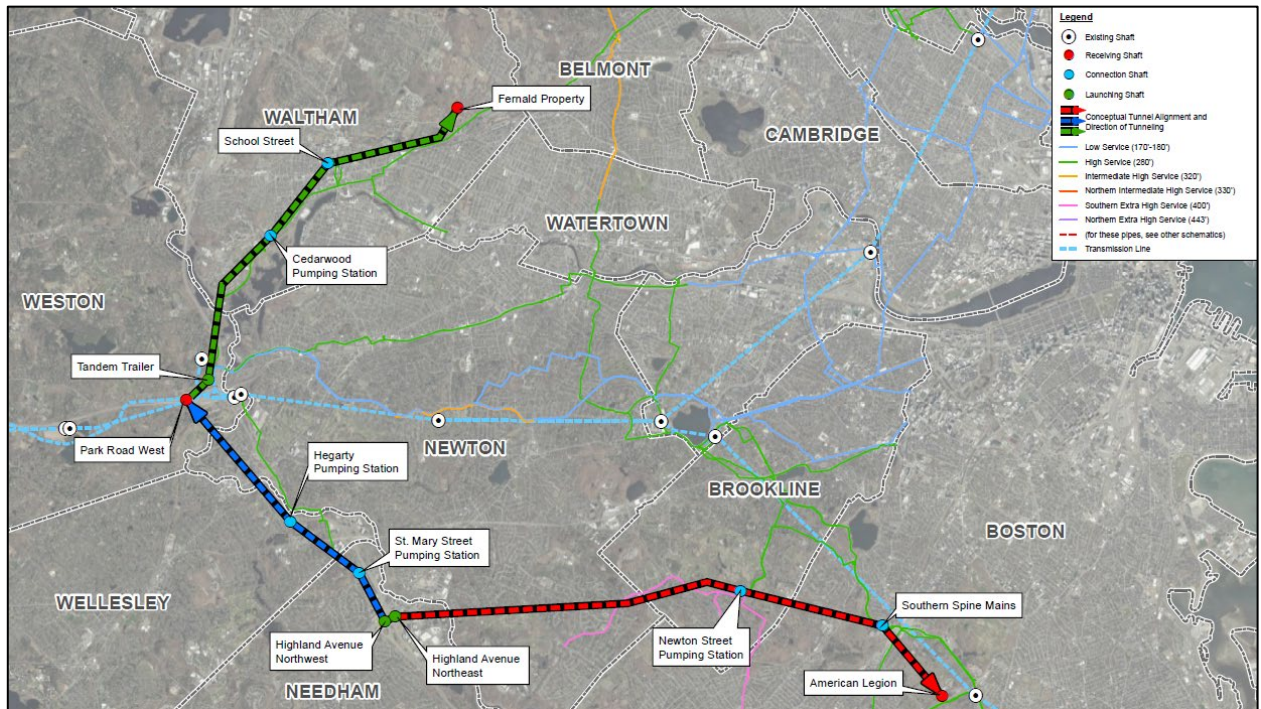 BELMONT
Fernald Property
WALTHAM
School Street
CAMBRIDGE
WATERTOWN
Cedarwood
Pumping Station
WESTON
Tandem Trailer
Park Road West
NEWTON
Hegarty
Pumping Station
BROOKLINE
St. Mary Street
Pumping Station
BOSTON
WELLESLEY
Highland Avenue
Northwest
Highland Avenue
Northeast
Newton Street
Pumping Station
Southern Spine Mains
American Legion
NEEDHAM
Legend
Existing Shaft
Receiving Shaft
Connection Shaft
Launching Shaft
Conceptual Tunnel Alignment and
Direction of Tunneling
Low Service (170'-180')
High Service (280')
Intermediate High Service (320')
Northern Intermediate High Service (330')
Southern Extra High Service (400')
Northern Extra High Service (443')
(for these pipes, see other schematics)
Transmission Line